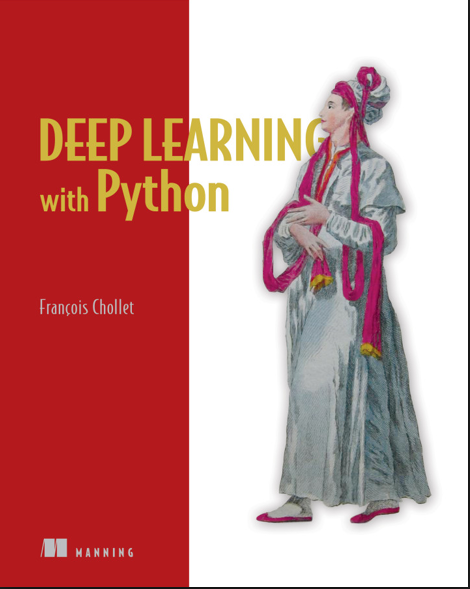 DEEP LEARNING
with Python
François Chollet
MANNING